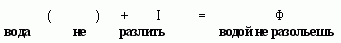 ( ) + I = Ф
вода не разлить водой не разольешь